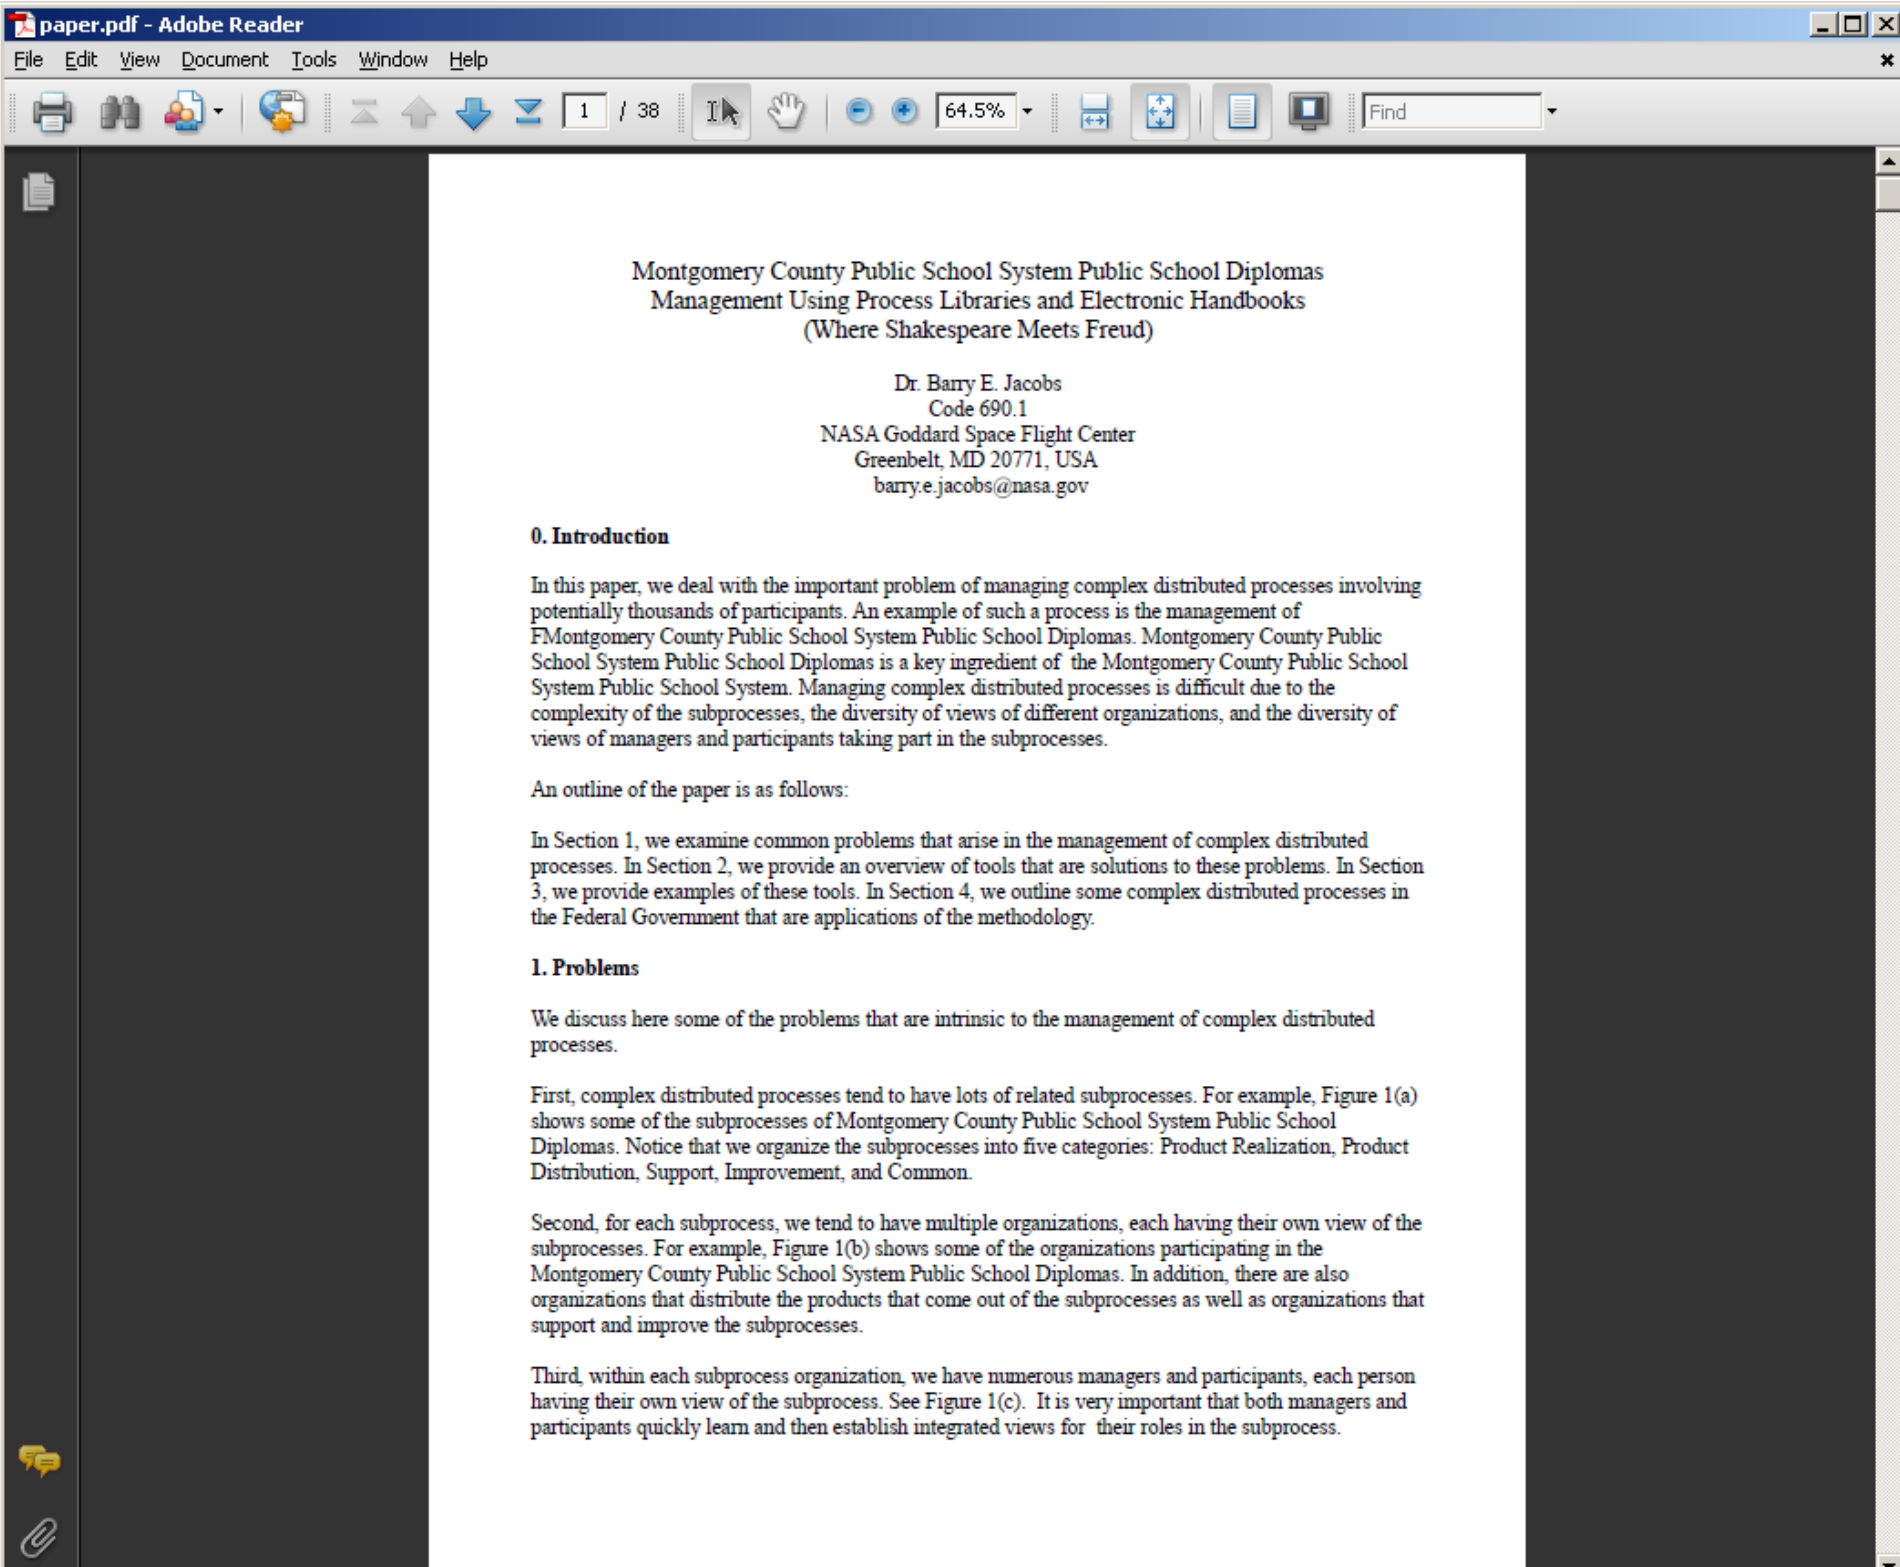 paper.pdf - Adobe Reader
File Edit View Document Tools Window Help
1 / 38 64.5% Find
Montgomery County Public School System Public School Diplomas
Management Using Process Libraries and Electronic Handbooks
(Where Shakespeare Meets Freud)
Dr. Barry E. Jacobs
Code 690.1
NASA Goddard Space Flight Center
Greenbelt, MD 20771, USA
barry.e.jacobs@nasa.gov
0. Introduction
In this paper, we deal with the important problem of managing complex distributed processes involving
potentially thousands of participants. An example of such a process is the management of
FMontgomery County Public School System Public School Diplomas. Montgomery County Public
School System Public School Diplomas is a key ingredient of  the Montgomery County Public School
System Public School System. Managing complex distributed processes is difficult due to the
complexity of the subprocesses, the diversity of views of different organizations, and the diversity of
views of managers and participants taking part in the subprocesses.
An outline of the paper is as follows:
In Section 1, we examine common problems that arise in the management of complex distributed
processes. In Section 2, we provide an overview of tools that are solutions to these problems. In Section
3, we provide examples of these tools. In Section 4, we outline some complex distributed processes in
the Federal Government that are applications of the methodology.
1. Problems
We discuss here some of the problems that are intrinsic to the management of complex distributed
processes.
First, complex distributed processes tend to have lots of related subprocesses. For example, Figure 1(a)
shows some of the subprocesses of Montgomery County Public School System Public School
Diplomas. Notice that we organize the subprocesses into five categories: Product Realization, Product
Distribution, Support, Improvement, and Common.
Second, for each subprocess, we tend to have multiple organizations, each having their own view of the
subprocesses. For example, Figure 1(b) shows some of the organizations participating in the
Montgomery County Public School System Public School Diplomas. In addition, there are also
organizations that distribute the products that come out of the subprocesses as well as organizations that
support and improve the subprocesses.
Third, within each subprocess organization, we have numerous managers and participants, each person
having their own view of the subprocess. See Figure 1(c).  It is very important that both managers and
participants quickly learn and then establish integrated views for  their roles in the subprocess.